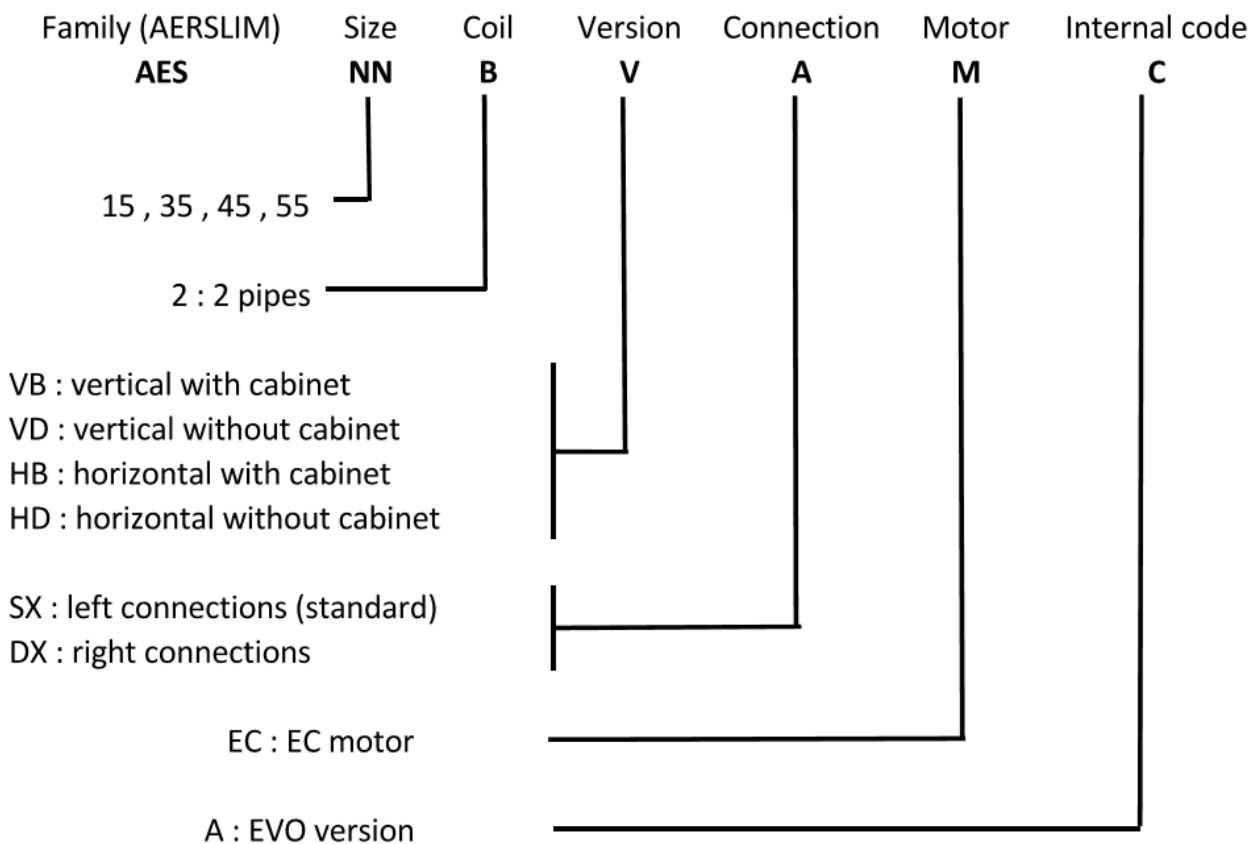 Family (AERSLIM) Size Coil Version Connection Motor Internal code
AES NN B V A M C
15 , 35 , 45 , 55
2 : 2 pipes
VB : vertical with cabinet
VD : vertical without cabinet
HB : horizontal with cabinet
HD : horizontal without cabinet
SX : left connections (standard)
DX : right connections
EC : EC motor
A : EVO version